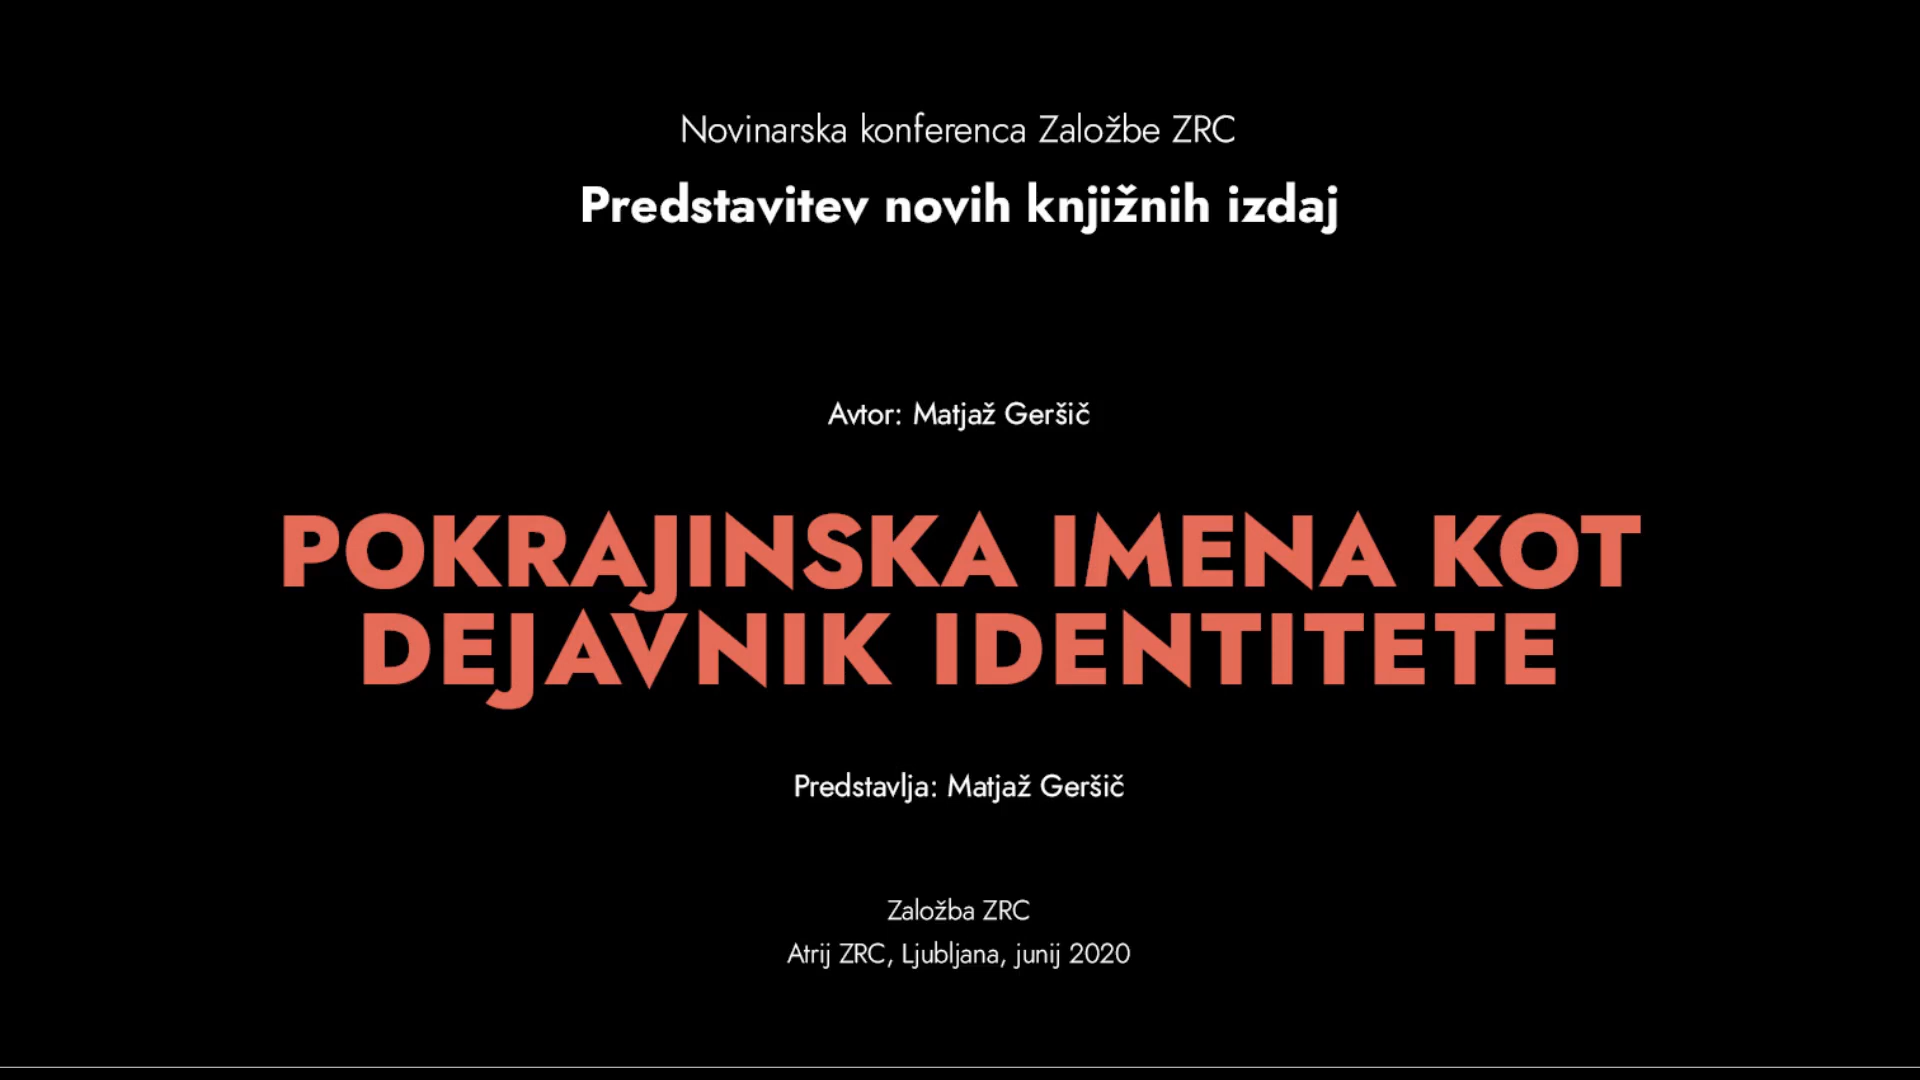 Novinarska konferenca Založbe ZRC
Predstavitev novih knjižnih izdaj
Avtor: Matjaž Geršič
POKRAJINSKA IMENA KOT
DEJAVNIK IDENTITETE
Predstavlja: Matjaž Geršič
Založba ZRC
Atrij ZRC, Ljubljana, junij 2020